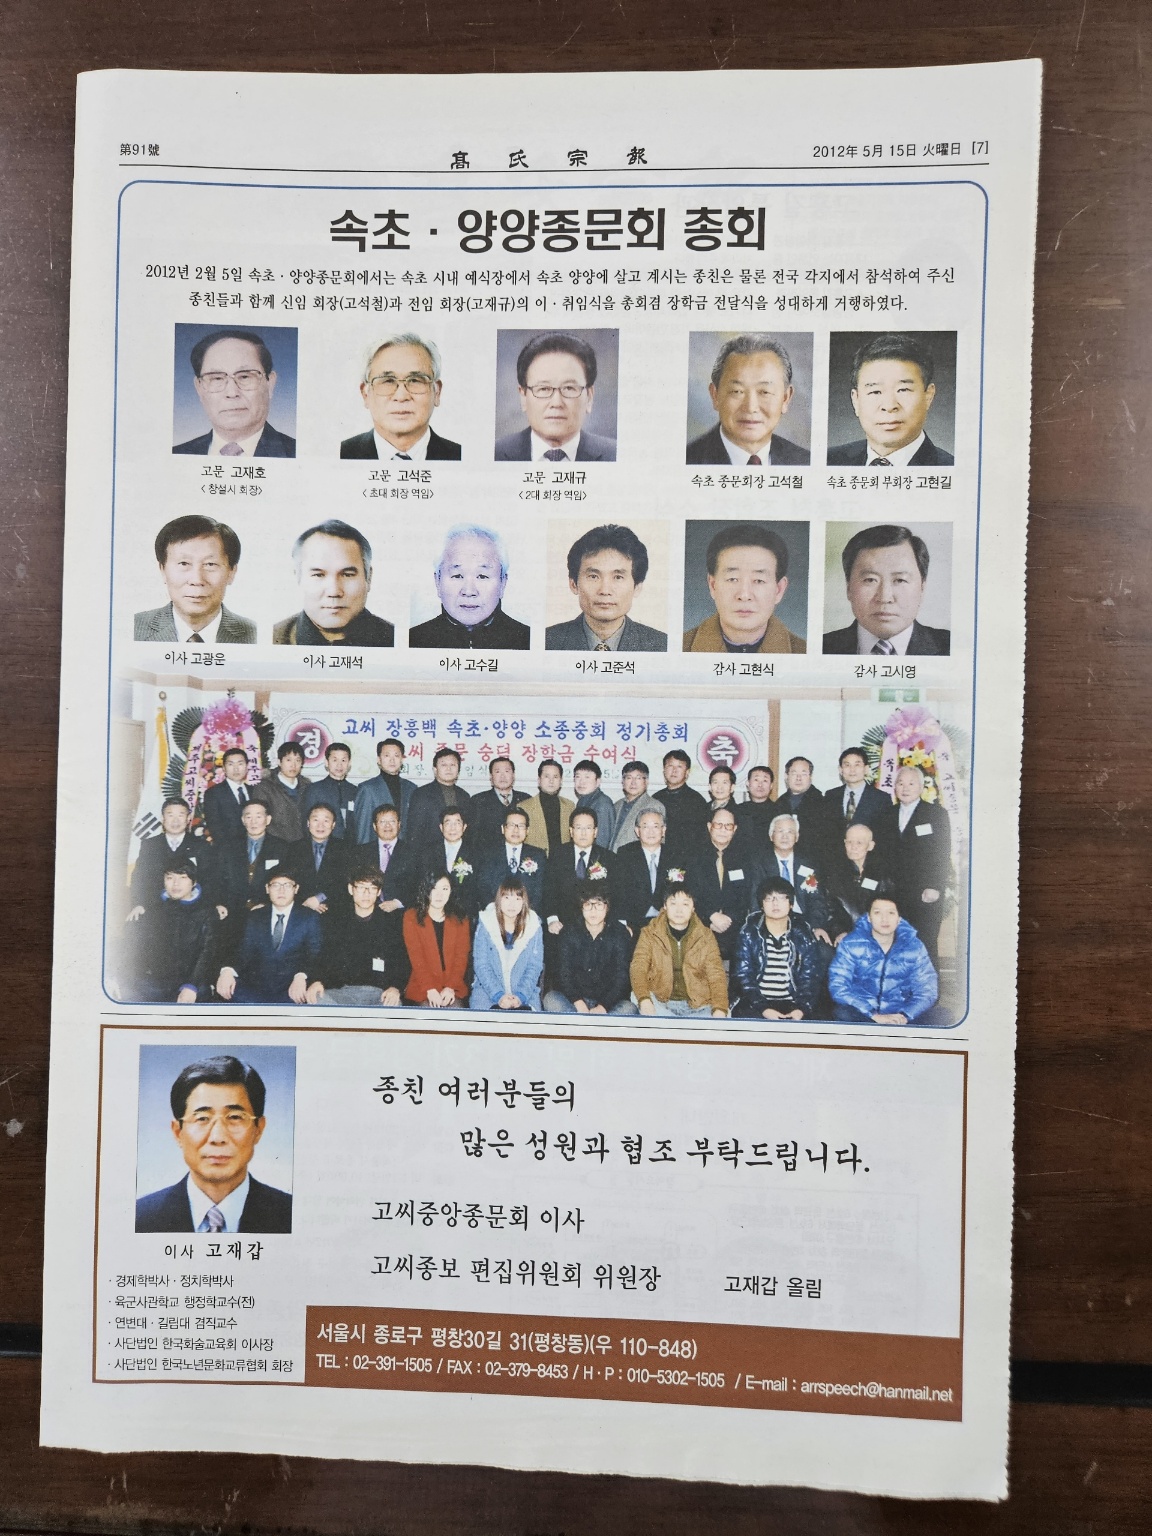 第91號
髙氏宗報
2012年 5月 15日 火曜日 [7]
속초 · 양양종문회 총회
2012년 2월 5일 속초 · 양양종문회에서는 속초 시내 예식장에서 속초 양양에 살고 계시는 종친은 물론 전국 각지에서 참석하여 주신
종친들과 함께 신임 회장(고석철)과 전임 회장(고재규)의 이 · 취임식을 총회겸 장학금 전달식을 성대하게 거행하였다.
고문 고재호
<창설시 회장>
고문 고석준
<초대 회장 역임>
고문 고재규
<2대 회장 역임>
속초 종문회장 고석철
속초 종문회 부회장 고현길
이사 고광운
이사 고재석
이사 고수길
이사 고준석
감사 고현식
감사 고시영
경
고씨 장흥백 속초·양양 소종중회 정기총회
고씨 종문 숭덕 장학금 수여식
축
종친 여러분들의
많은 성원과 협조 부탁드립니다.
고씨중앙종문회 이사
고씨종보 편집위원회 위원장
고재갑 올림
이사 고재갑
· 경제학박사 · 정치학박사
· 육군사관학교 행정학교수(전)
· 연변대 · 길림대 겸직교수
· 사단법인 한국화술교육회 이사장
· 사단법인 한국노년문화교류협회 회장
서울시 종로구 평창30길 31(평창동)(우 110-848)
TEL : 02-391-1505 / FAX : 02-379-8453 / H · P : 010-5302-1505 / E-mail : arrspeech@hanmail.net